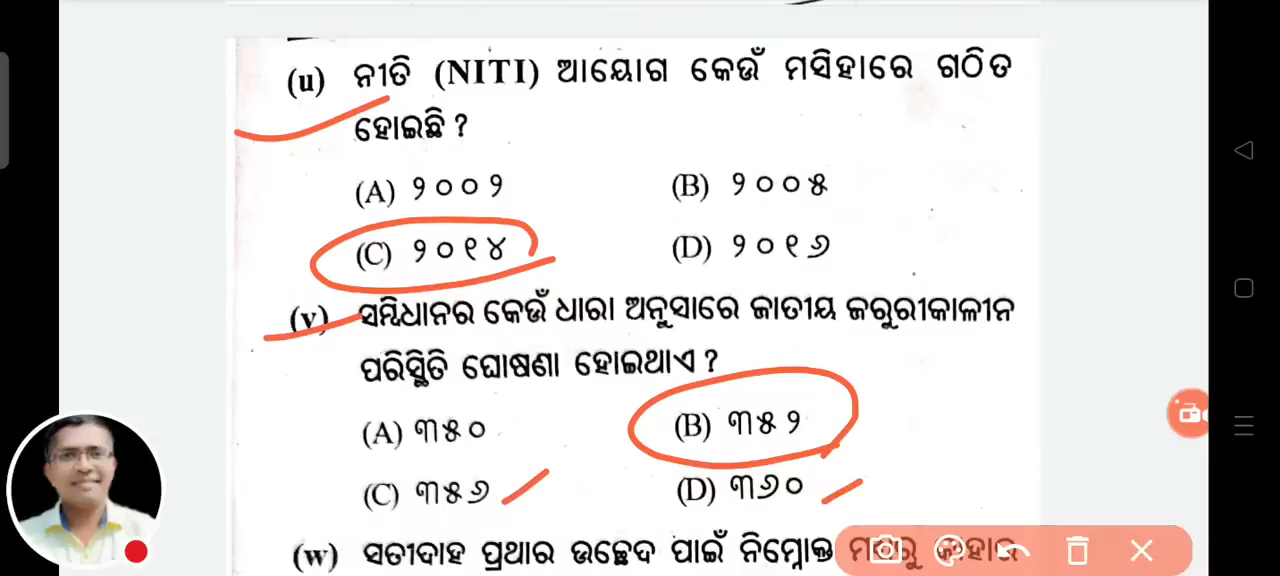 (u) ନୀତି (NITI) ଆୟୋଗ କେଉଁ ମସିହାରେ ଗଠିତ
ହୋଇଛି ?
(A) ୨୦୦୨ (B) ୨୦୦୫
(C) ୨୦୧୪ (D) ୨୦୧୬
(v) ସମ୍ବିଧାନର କେଉଁ ଧାରା ଅନୁସାରେ ଜାତୀୟ ଜରୁରୀକାଳୀନ
ପରିସ୍ଥିତି ଘୋଷଣା ହୋଇଥାଏ ?
(A) ୩୫୦ (B) ୩୫୨
(C) ୩୫୬ (D) ୩୬୦
(w) ସତୀଦାହ ପ୍ରଥାର ଉଚ୍ଛେଦ ପାଇଁ ନିମ୍ନୋକ୍ତ